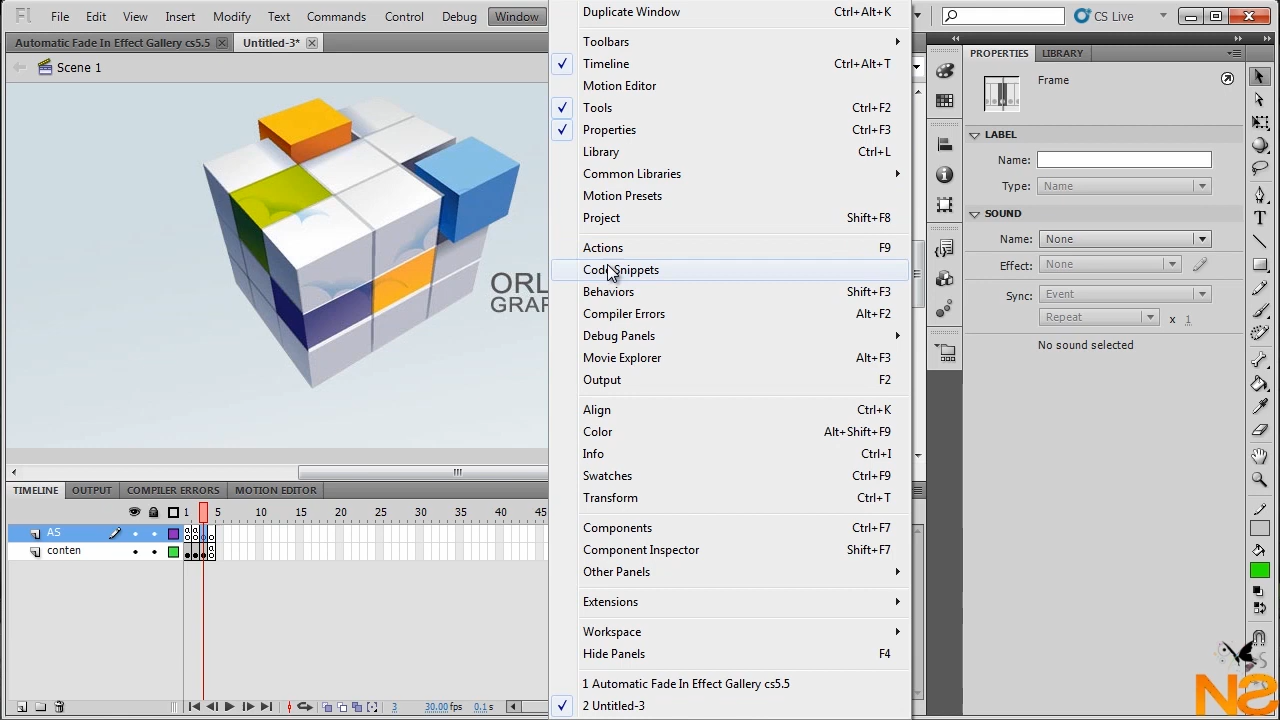 Fl File Edit View Insert Modify Text Commands Control Debug Window CS Live
Automatic Fade In Effect Gallery cs5.5 Untitled-3*
Scene 1
ORL
GRAF
Duplicate Window Ctrl+Alt+K
Toolbars
Timeline Ctrl+Alt+T
Motion Editor
Tools Ctrl+F2
Properties Ctrl+F3
Library Ctrl+L
Common Libraries
Motion Presets
Project Shift+F8
Actions F9
Code Snippets
Behaviors Shift+F3
Compiler Errors Alt+F2
Debug Panels
Movie Explorer Alt+F3
Output F2
Align Ctrl+K
Color Alt+Shift+F9
Info Ctrl+I
Swatches Ctrl+F9
Transform Ctrl+T
Components Ctrl+F7
Component Inspector Shift+F7
Other Panels
Extensions
Workspace
Hide Panels F4
1 Automatic Fade In Effect Gallery cs5.5
2 Untitled-3
PROPERTIES LIBRARY
Frame
LABEL
Name:
Type: Name
SOUND
Name: None
Effect: None
Sync: Event
Repeat x 1
No sound selected
TIMELINE OUTPUT COMPILER ERRORS MOTION EDITOR
1 5 10 15 20 25 30 35 40 45
AS
conten
3 30.00 fps 0.1 s
NS